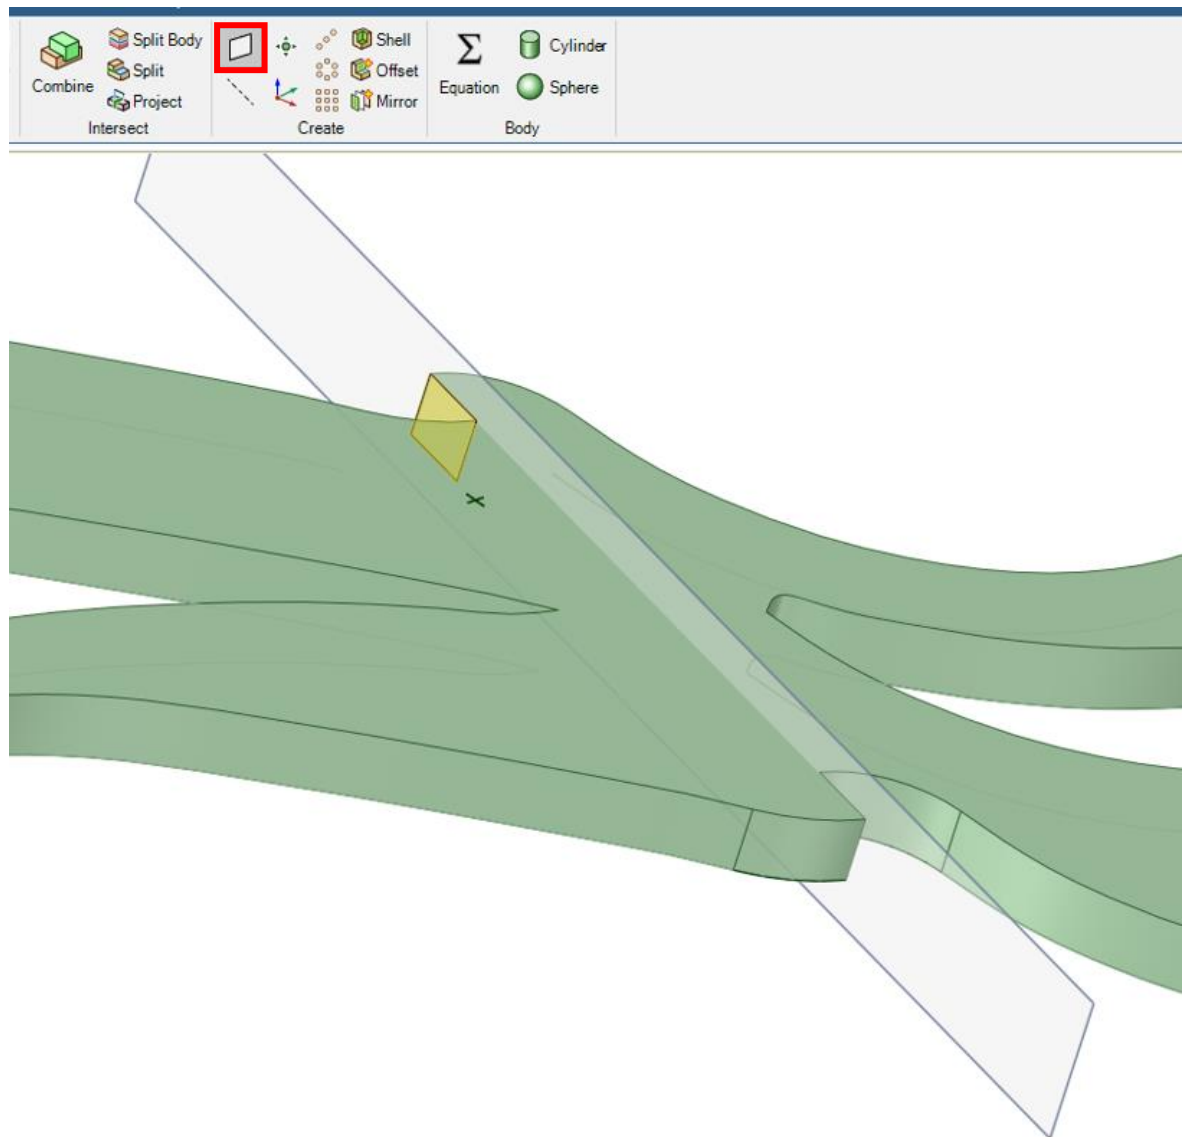 Combine
Split Body
Split
Project
Intersect
Shell
Offset
Mirror
Create
Equation
Cylinder
Sphere
Body